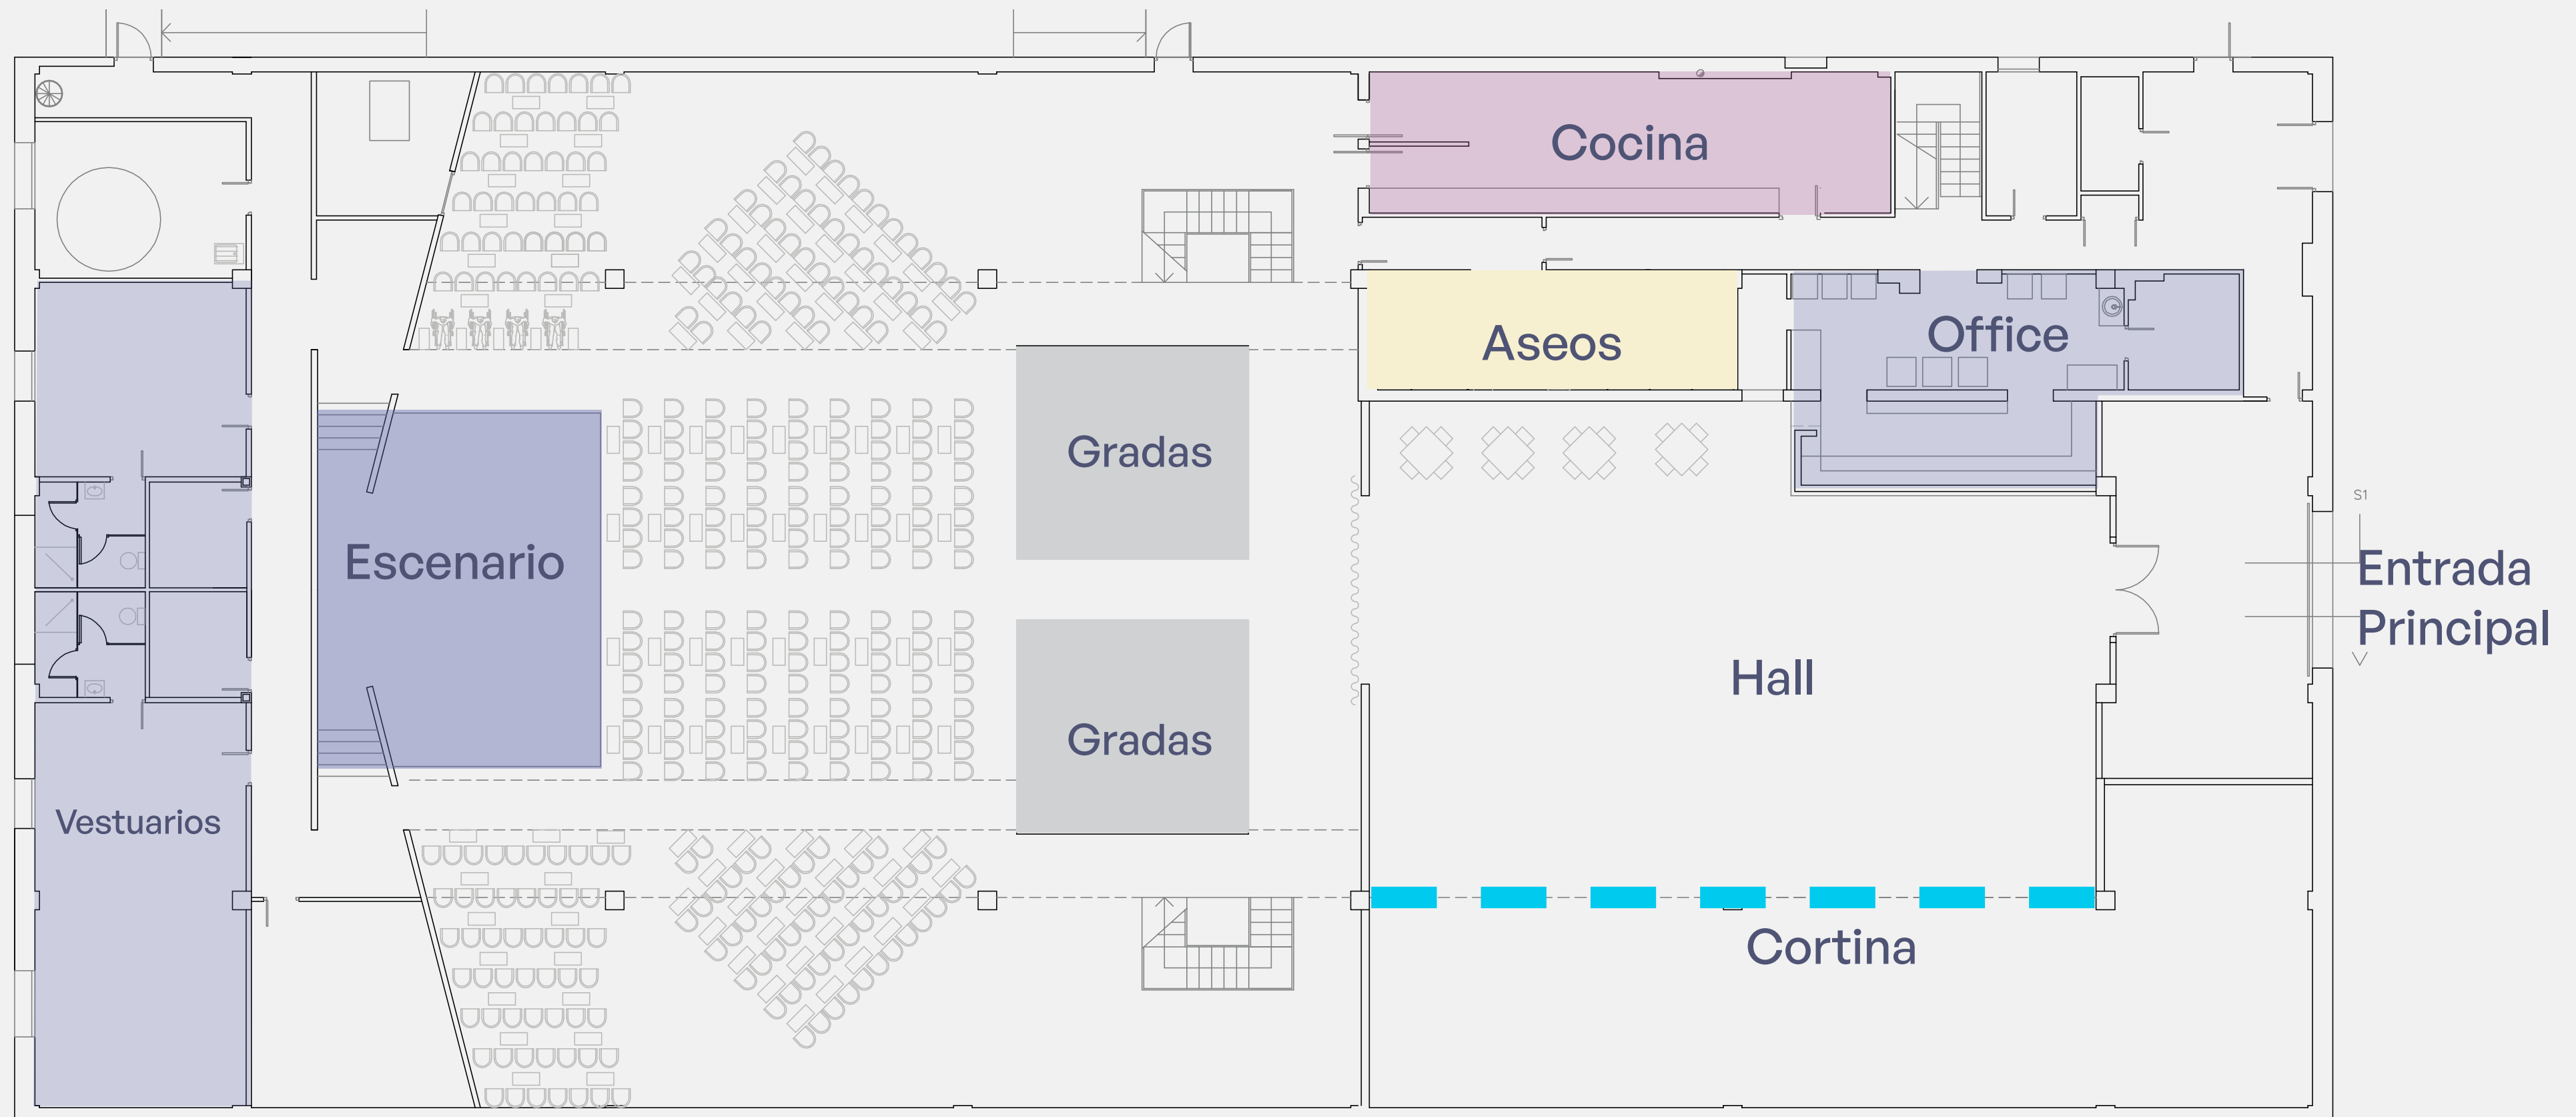 Cocina
Aseos
Office
Gradas
Escenario
Gradas
Hall
S1
Entrada
Principal
Vestuarios
Cortina